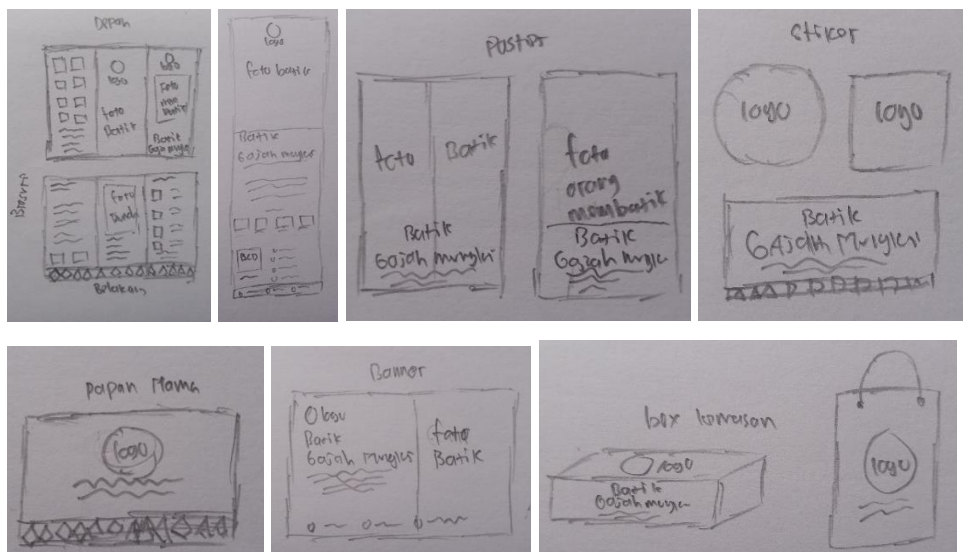 Depan
logo
foto
Batik
logo
Foto
Batik
Brosur
Foto
Belakang
logo
foto batik
Batik
Gajah mungkur
Poster
foto
Batik
Batik
Gajah mungkur
foto
orang
membatik
Batik
Gajah mungkur
Stiker
logo
logo
Batik
GAjah Mungkur
papan Nama
logo
Banner
logo
Batik
Gajah Mungkur
foto
Batik
box kemasan
logo
Batik
Gajah mungkur
logo